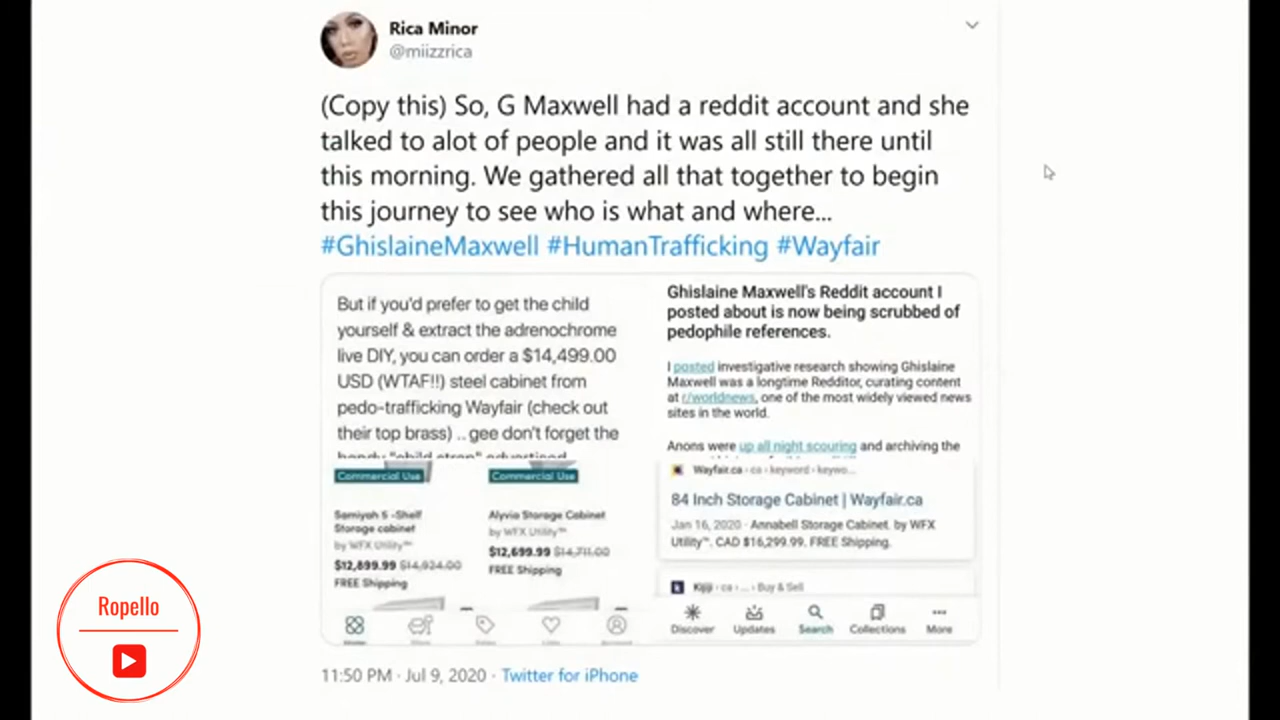 Rica Minor
@miizzrica
(Copy this) So, G Maxwell had a reddit account and she
talked to alot of people and it was all still there until
this morning. We gathered all that together to begin
this journey to see who is what and where...
#GhislaineMaxwell #HumanTrafficking #Wayfair
But if you'd prefer to get the child
yourself & extract the adrenochrome
live DIY, you can order a $14,499.00
USD (WTAF!!) steel cabinet from
pedo-trafficking Wayfair (check out
their top brass) .. gee don't forget the
Ghislaine Maxwell's Reddit account I
posted about is now being scrubbed of
pedophile references.
I posted investigative research showing Ghislaine
Maxwell was a longtime Redditor, curating content
at r/worldnews, one of the most widely viewed news
sites in the world.
Anons were up all night scouring and archiving the
Commercial Use
Samiyah 5 -Shelf
Storage cabinet
by WFX Utility™
$12,899.99 $14,924.00
FREE Shipping
Commercial Use
Alyvia Storage Cabinet
by WFX Utility™
$12,699.99 $14,711.00
FREE Shipping
Wayfair.ca › ca › keyword › keywo...
84 Inch Storage Cabinet | Wayfair.ca
Jan 16, 2020 · Annabell Storage Cabinet. by WFX
Utility™. CAD $16,299.99. FREE Shipping.
Kijiji › ca › ... › Buy & Sell
Discover Updates Search Collections More
11:50 PM · Jul 9, 2020 · Twitter for iPhone
Ropello